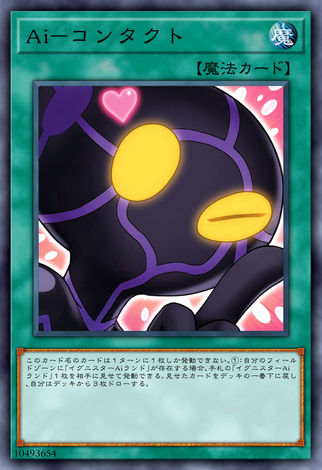 Ai－コンタクト
魔
【魔法カード】
このカード名のカードは１ターンに１枚しか発動できない。①：自分のフィール
ドゾーンに「イグニスターAiランド」が存在する場合、手札の「イグニスターAi
ランド」１枚を相手に見せて発動できる。見せたカードをデッキの一番下に戻し、
自分はデッキから３枚ドローする。
10493654